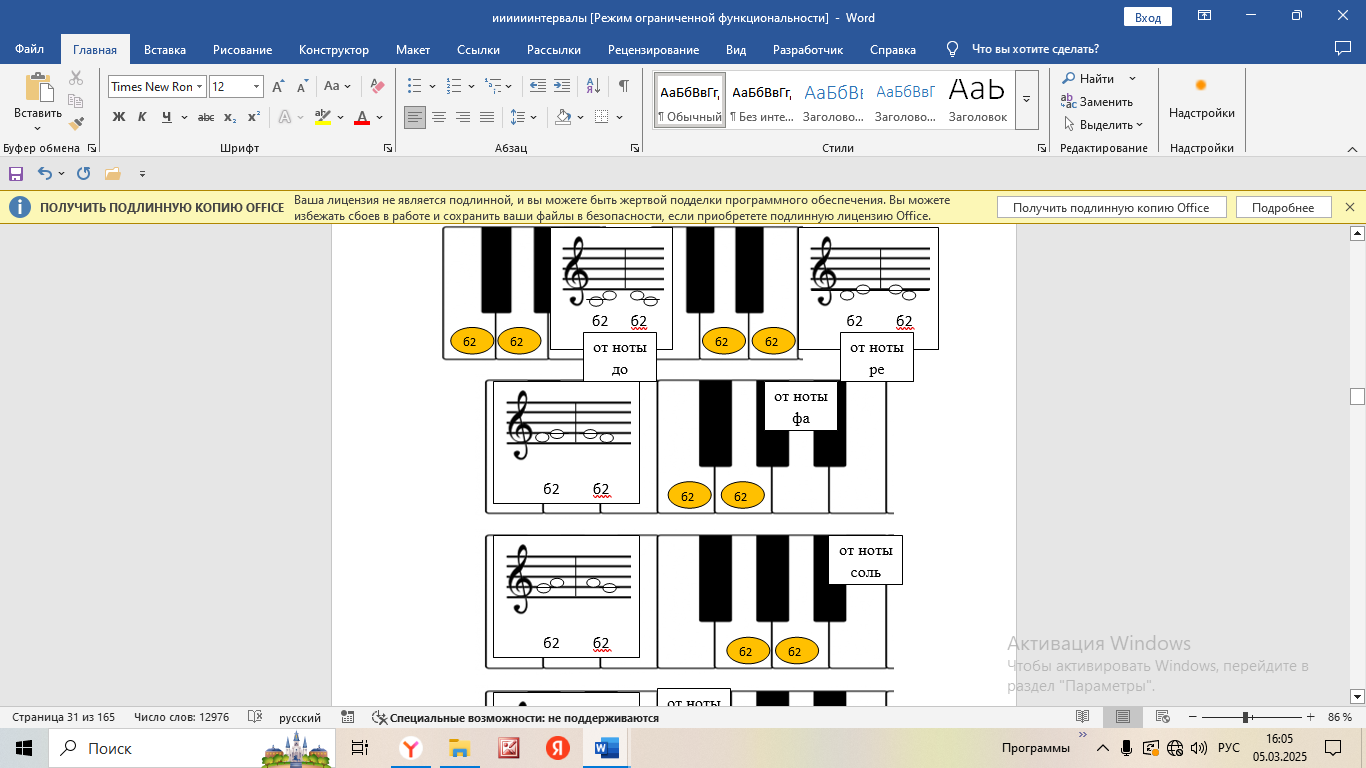 ииииинтервалы [Режим ограниченной функциональности] - Word
Вход
Файл Главная Вставка Рисование Конструктор Макет Ссылки Рассылки Рецензирование Вид Разработчик Справка Что вы хотите сделать?
Вставить
Буфер обмена
Times New Ron 12
Ж К Ч abc x₂ x²
Шрифт
Абзац
АаБбВвГг, АаБбВвГг, АаБбВв АаБбВвГ АаБ
¶ Обычный ¶ Без инте... Заголово... Заголово... Заголовок
Стили
Найти
Заменить
Выделить
Редактирование
Настройки
Настройки
ПОЛУЧИТЬ ПОДЛИННУЮ КОПИЮ OFFICE
Ваша лицензия не является подлинной, и вы можете быть жертвой подделки программного обеспечения. Вы можете
избежать сбоев в работе и сохранить ваши файлы в безопасности, если приобретете подлинную лицензию Office.
Получить подлинную копию Office
Подробнее
б2 б2 б2 б2
б2 б2 б2 б2
от ноты
до
от ноты
ре
от ноты
фа
б2 б2 б2 б2
от ноты
соль
б2 б2 б2 б2
от ноты
Активация Windows
Чтобы активировать Windows, перейдите в
раздел "Параметры".
Страница 31 из 165 Число слов: 12976 русский Специальные возможности: не поддерживаются 86 %
Поиск
Программы
РУС
16:05
05.03.2025